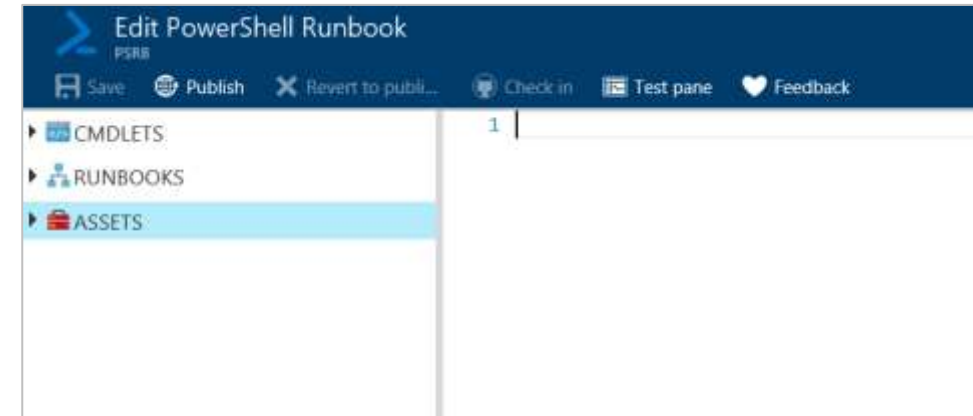 Edit PowerShell Runbook
PSRB
Save Publish Revert to publi... Check in Test pane Feedback
CMDLETS
RUNBOOKS
ASSETS
1